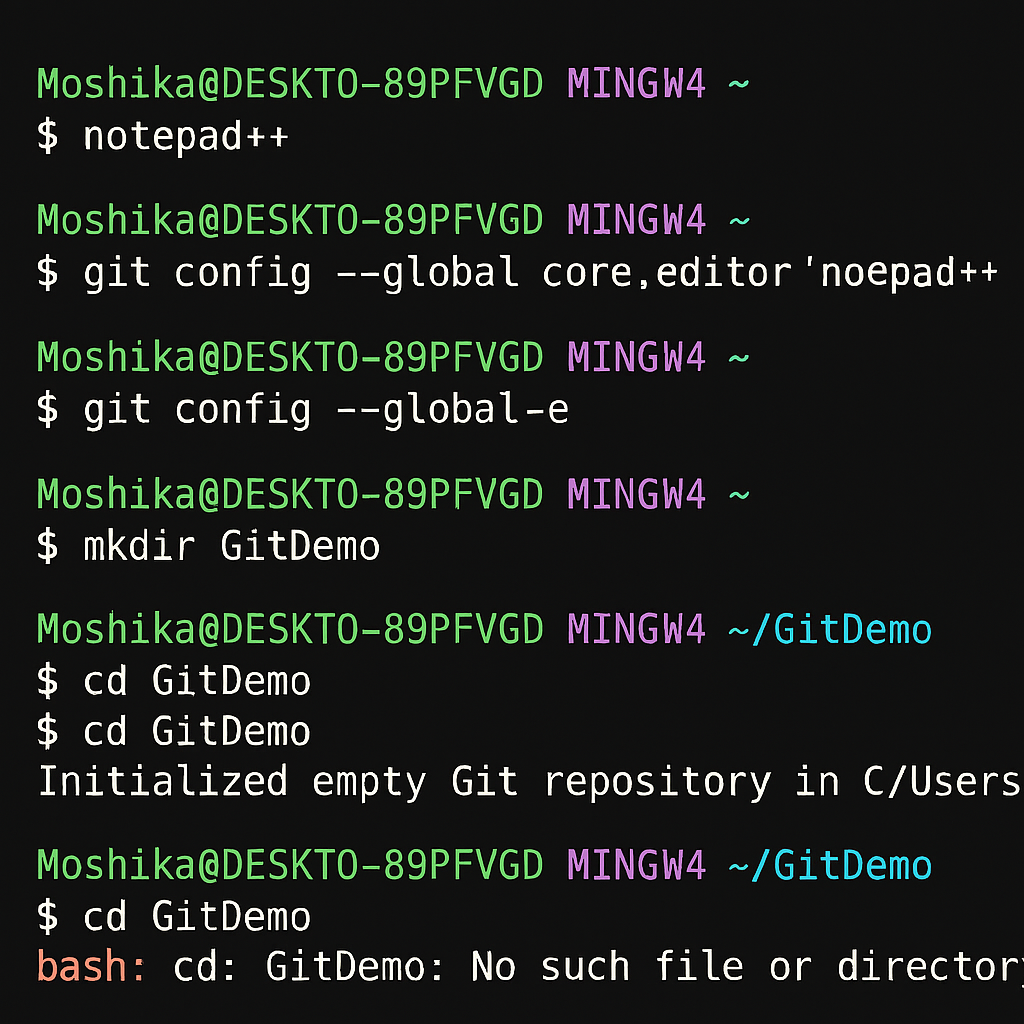 Moshika@DESKTO-89PFVGD MINGW4 ~
$ notepad++
Moshika@DESKTO-89PFVGD MINGW4 ~
$ git config --global core.editor 'noepad++
Moshika@DESKTO-89PFVGD MINGW4 ~
$ git config --global-e
Moshika@DESKTO-89PFVGD MINGW4 ~
$ mkdir GitDemo
Moshika@DESKTO-89PFVGD MINGW4 ~/GitDemo
$ cd GitDemo
$ cd GitDemo
Initialized empty Git repository in C/Users
Moshika@DESKTO-89PFVGD MINGW4 ~/GitDemo
$ cd GitDemo
bash: cd: GitDemo: No such file or directory